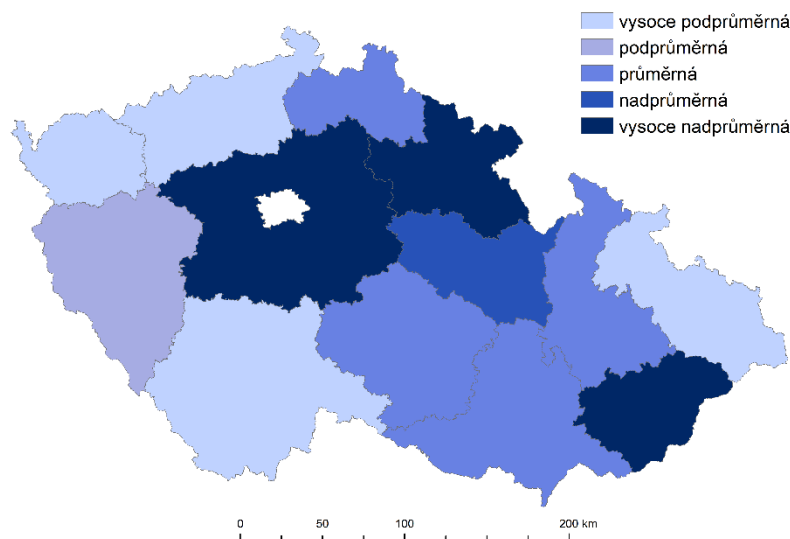 vysoce podprůměrná
podprůměrná
průměrná
nadprůměrná
vysoce nadprůměrná
0 50 100 200 km